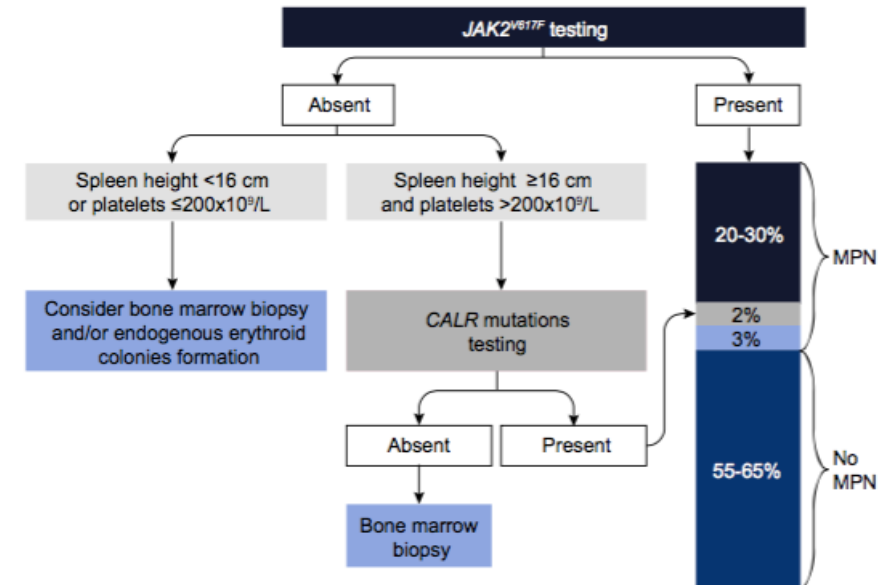 JAK2V617F testing
Absent
Present
Spleen height <16 cm
or platelets ≤200x10⁹/L
Spleen height ≥16 cm
and platelets >200x10⁹/L
20-30%
MPN
Consider bone marrow biopsy
and/or endogenous erythroid
colonies formation
CALR mutations
testing
2%
3%
Absent
Present
55-65%
No
MPN
Bone marrow
biopsy